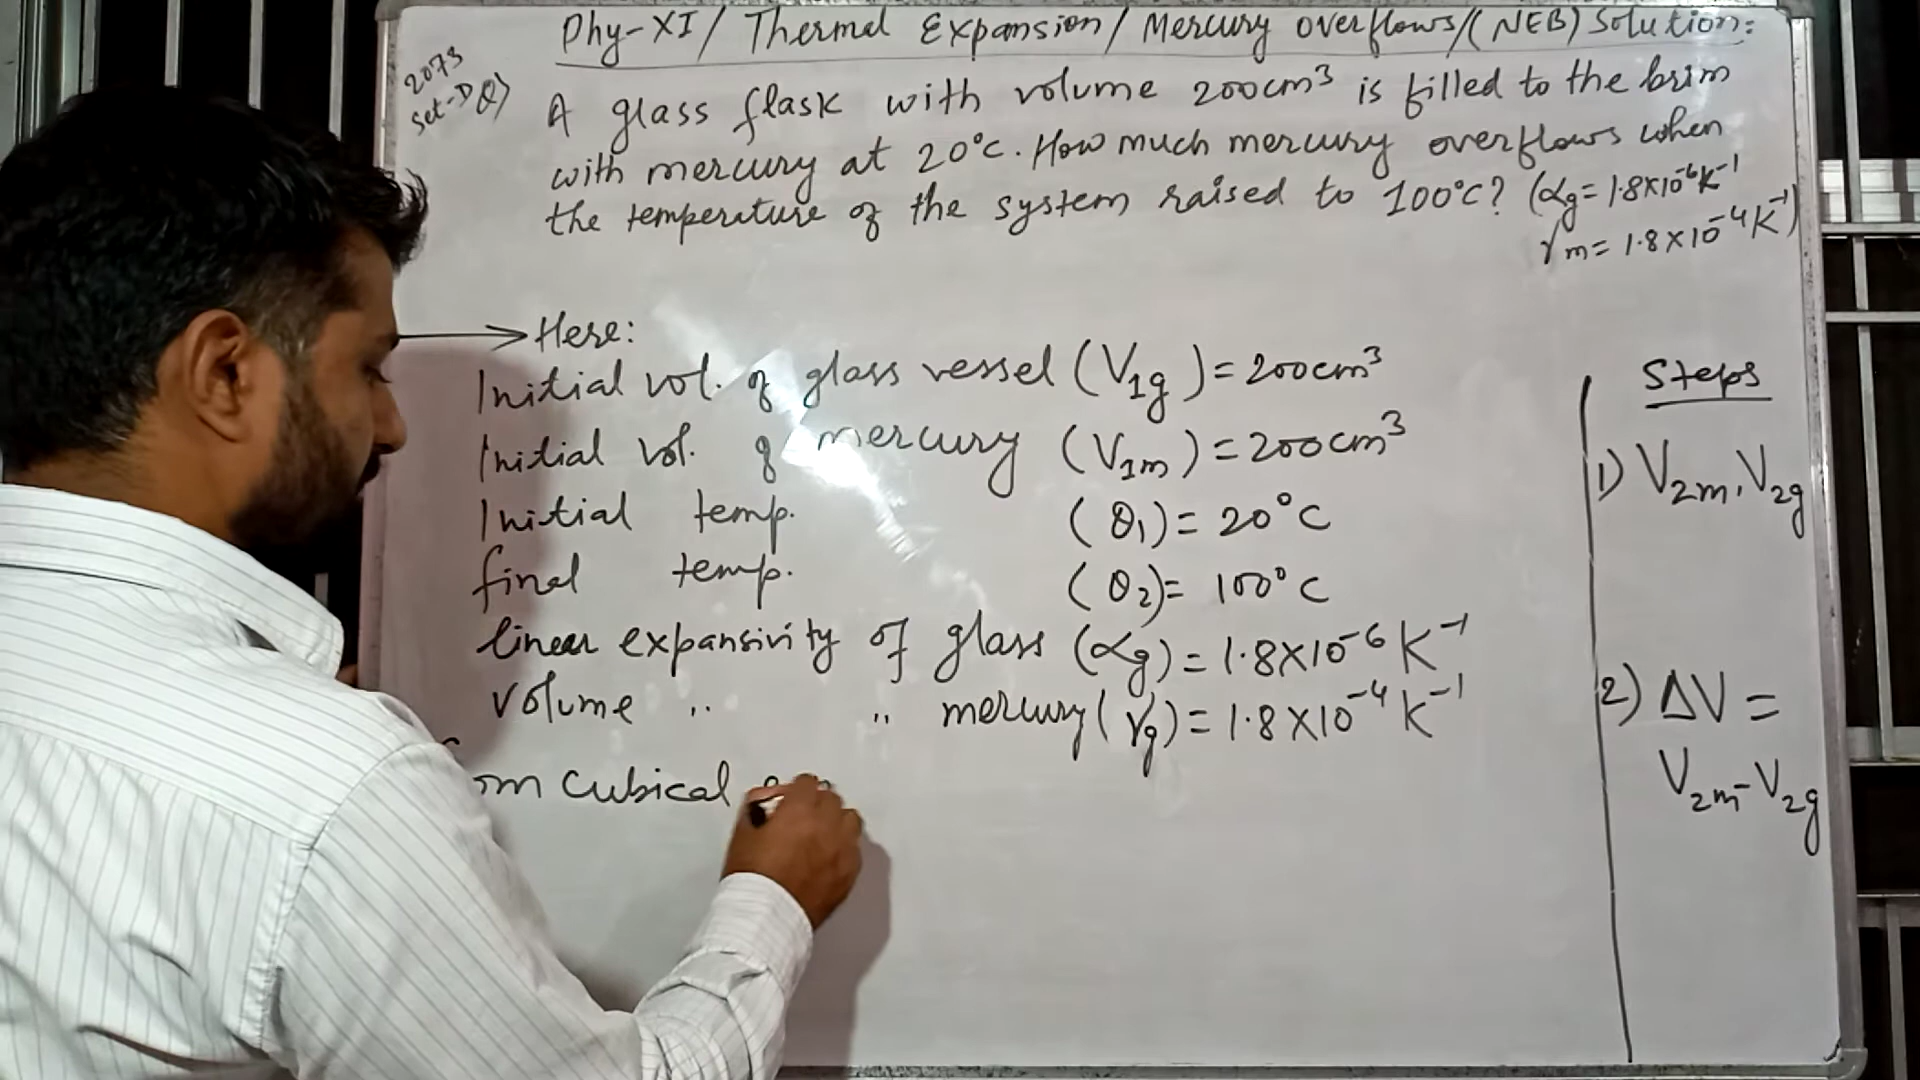 Phy-XI/ Thermal Expansion/ Mercury overflows/(NEB) Solution:
2073
Set-D Q)
A glass flask with volume 200cm³ is filled to the brim
with mercury at 20°c. How much mercury overflows when
the temperature of the system raised to 100°c? (αg= 1.8×10⁻⁶K⁻¹
γm= 1.8×10⁻⁴K⁻¹)
→ Here:
Initial vol. of glass vessel (V1g) = 200cm³
Initial vol. of mercury (V1m) = 200cm³
Initial temp. (θ₁) = 20°C
final temp. (θ₂) = 100°C
linear expansivity of glass (αg) = 1.8×10⁻⁶ K⁻¹
Volume " " mercury (γg) = 1.8×10⁻⁴ K⁻¹
om Cubical
Steps
1) V2m, V2g
2) ΔV =
V2m-V2g